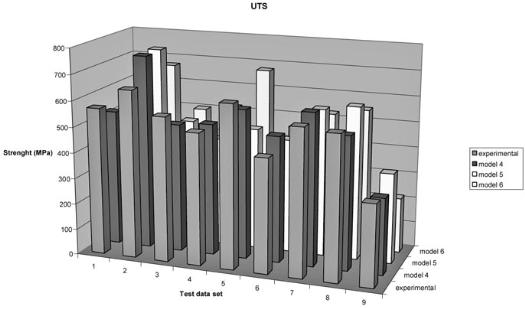 UTS
800
700
600
500
400
300
200
100
0
Strenght (MPa)
1
2
3
4
5
6
7
8
9
Test data set
model 6
model 5
model 4
experimental
experimental
model 4
model 5
model 6